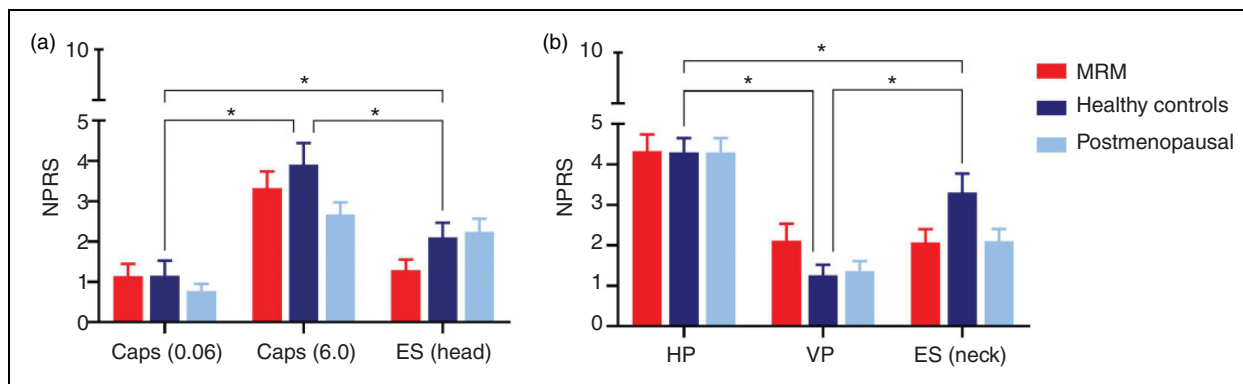 (a)
10
5
4
3
2
1
0
NPRS
*
*
*
Caps (0.06) Caps (6.0) ES (head)
(b)
10
5
4
3
2
1
0
NPRS
*
*
*
HP VP ES (neck)
MRM
Healthy controls
Postmenopausal